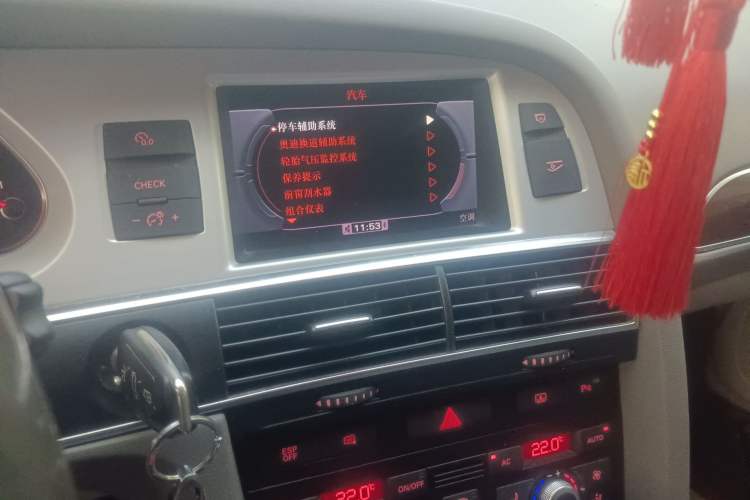 汽车
停车辅助系统
奥迪换道辅助系统
轮胎气压监控系统
保养提示
前窗刮水器
组合仪表
11:53
空调
CHECK
- +
ESP
OFF
P
22.0°C
AC
AUTO
22.0°C
ON/OFF